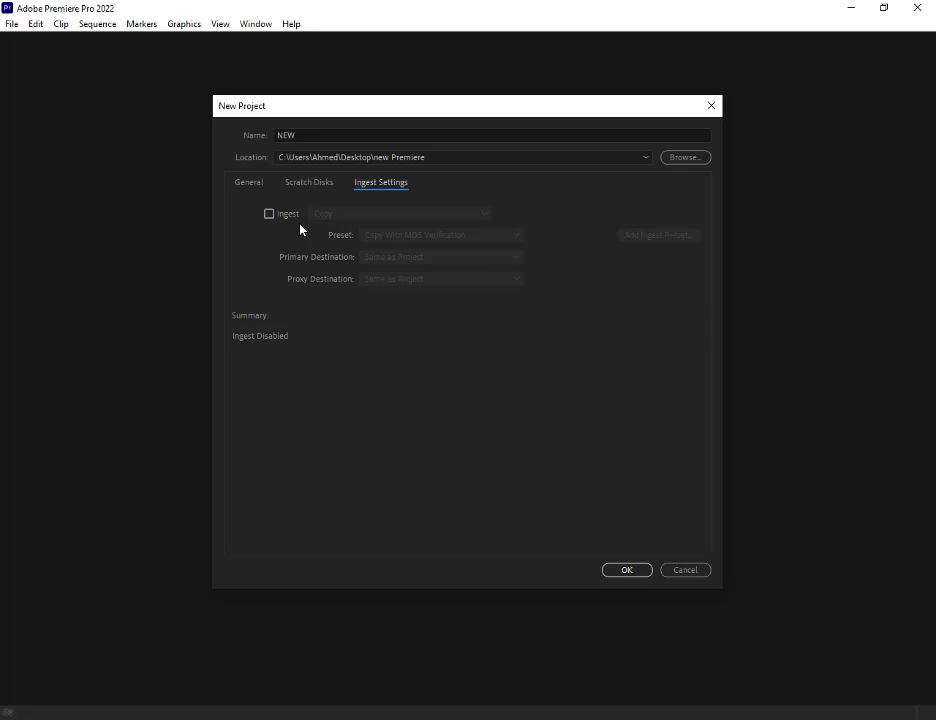 Pr Adobe Premiere Pro 2022
File Edit Clip Sequence Markers Graphics View Window Help
New Project
Name: NEW
Location: C:\Users\Ahmed\Desktop\new Premiere Browse...
General Scratch Disks Ingest Settings
Ingest Copy
Preset: Copy With MD5 Verification Add Ingest Preset...
Primary Destination: Same as Project
Proxy Destination: Same as Project
Summary:
Ingest Disabled
OK Cancel